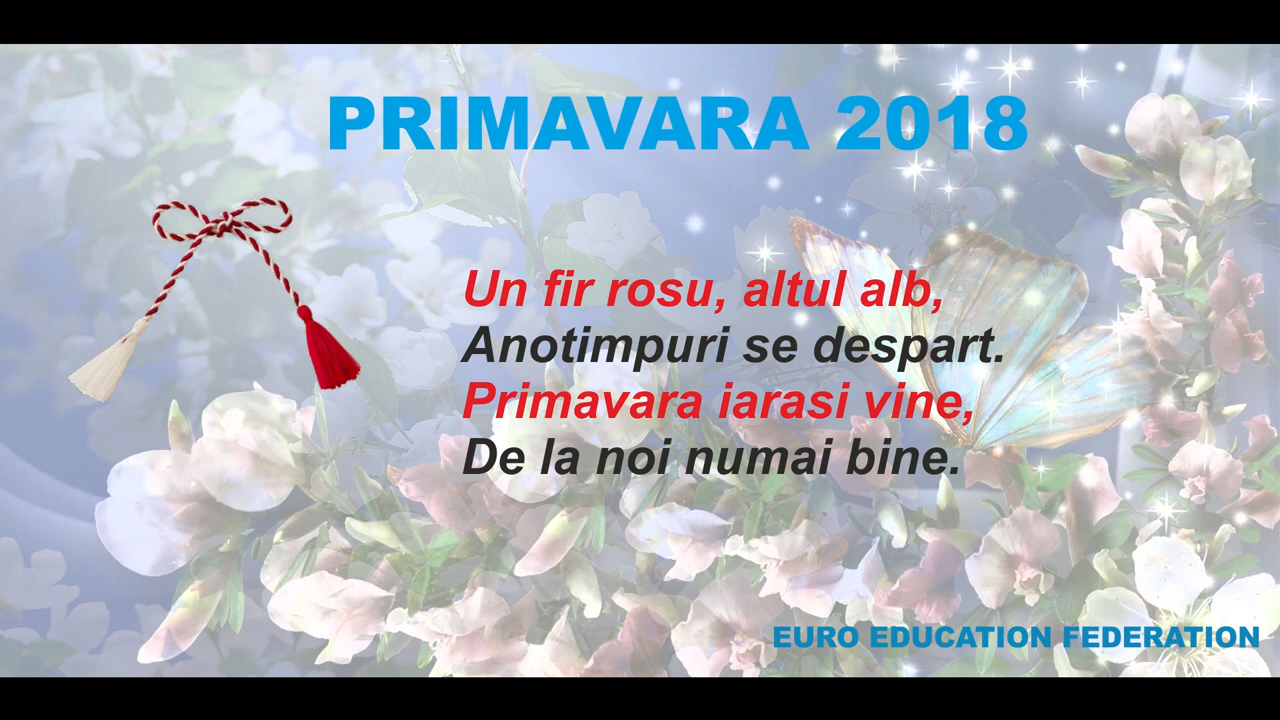 PRIMAVARA 2018
Un fir rosu, altul alb,
Anotimpuri se despart.
Primavara iarasi vine,
De la noi numai bine.
EURO EDUCATION FEDERATION